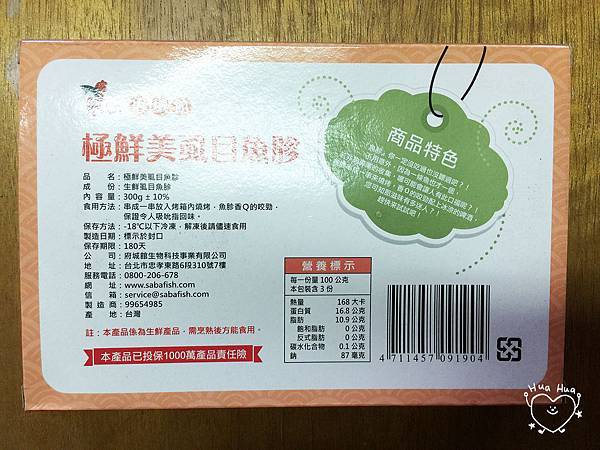 極鮮美虱目魚胗
品　　名：極鮮美虱目魚胗
成　　份：生鮮虱目魚胗
內 容 量：300g ± 10%
食用方法：串成一串放入烤箱內燒烤，魚胗香Q的咬勁，
保證令人吸吮指回味。
保存方法：-18℃以下冷凍，解凍後請儘速食用
製造日期：標示於封口
保存期限：180天
公　　司：府城館生物科技事業有限公司
地　　址：台北市忠孝東路6段310號7樓
服務電話：0800-206-678
網　　址：www.sabafish.com
信　　箱：service@sabafish.com
製 造 商：99654985
產　　地：台灣
註：本產品係為生鮮產品，需烹熟後方能食用。
本產品已投保1000萬產品責任險
商品特色
營養標示
每一份量 100 公克
本包裝含 3 份
熱量 168 大卡
蛋白質 16.8 公克
脂肪 10.9 公克
飽和脂肪 0 公克
反式脂肪 0 公克
碳水化合物 0.1 公克
鈉 87 毫克
4 711457 091904
Hua Hua